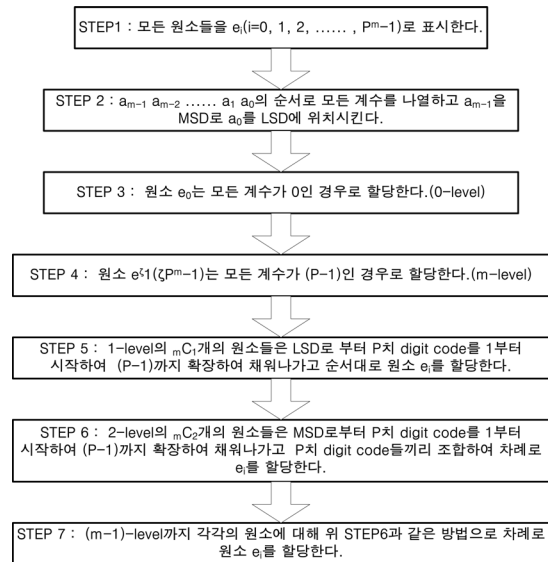 STEP1 : 모든 원소들을 eᵢ(i=0, 1, 2, ...... , Pᵐ-1)로 표시한다.
STEP 2 : aₘ₋₁ aₘ₋₂ ...... a₁ a₀의 순서로 모든 계수를 나열하고 aₘ₋₁을
MSD로 a₀를 LSD에 위치시킨다.
STEP 3 : 원소 e₀는 모든 계수가 0인 경우로 할당한다.(0-level)
STEP 4 : 원소 e^ζ1(ζPᵐ-1)는 모든 계수가 (P-1)인 경우로 할당한다.(m-level)
STEP 5 : 1-level의 ₘC₁개의 원소들은 LSD로 부터 P치 digit code를 1부터
시작하여 (P-1)까지 확장하여 채워나가고 순서대로 원소 eᵢ를 할당한다.
STEP 6 : 2-level의 ₘC₂개의 원소들은 MSD로부터 P치 digit code를 1부터
시작하여 (P-1)까지 확장하여 채워나가고 P치 digit code들끼리 조합하여 차례로
eᵢ를 할당한다.
STEP 7 : (m-1)-level까지 각각의 원소에 대해 위 STEP6과 같은 방법으로 차례로
원소 eᵢ를 할당한다.